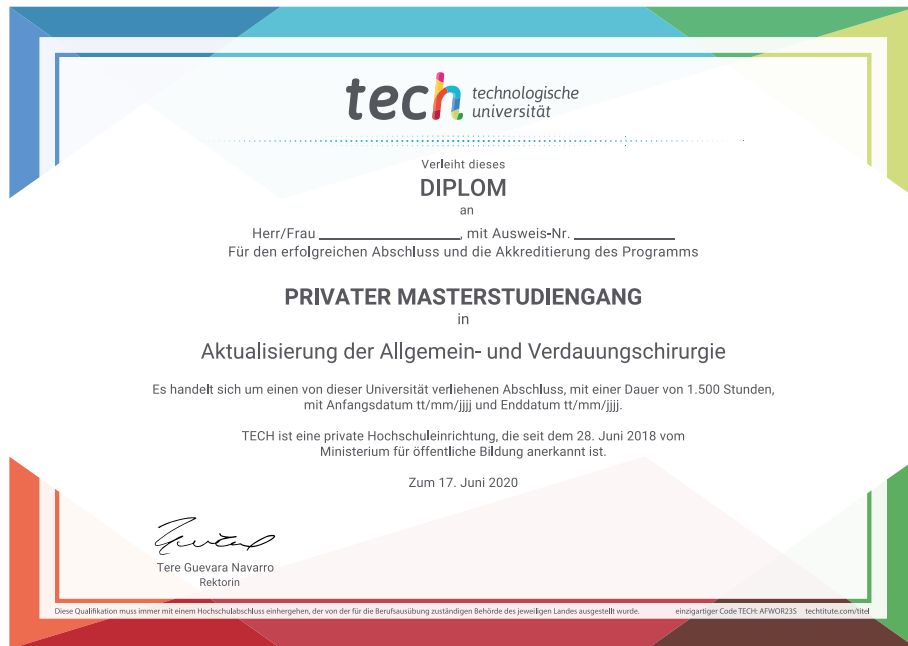 tech technologische
universität
Verleiht dieses
DIPLOM
an
Herr/Frau ____________________, mit Ausweis-Nr. ______________
Für den erfolgreichen Abschluss und die Akkreditierung des Programms
PRIVATER MASTERSTUDIENGANG
in
Aktualisierung der Allgemein- und Verdauungschirurgie
Es handelt sich um einen von dieser Universität verliehenen Abschluss, mit einer Dauer von 1.500 Stunden,
mit Anfangsdatum tt/mm/jjjj und Enddatum tt/mm/jjjj.
TECH ist eine private Hochschuleinrichtung, die seit dem 28. Juni 2018 vom
Ministerium für öffentliche Bildung anerkannt ist.
Zum 17. Juni 2020
Tere Guevara Navarro
Rektorin
Diese Qualifikation muss immer mit einem Hochschulabschluss einhergehen, der von der für die Berufsausübung zuständigen Behörde des jeweiligen Landes ausgestellt wurde. einzigartiger Code TECH: AFWOR23S techtitute.com/titel